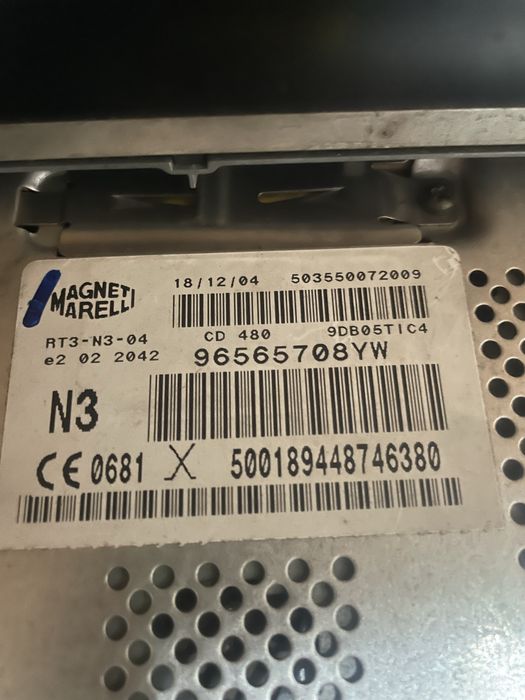 MAGNETI
MARELLI
18/12/04 503550072009
RT3-N3-04 CD 480 9DB05TIC4
e2 02 2042 96565708YW
N3
CE 0681 X 500189448746380